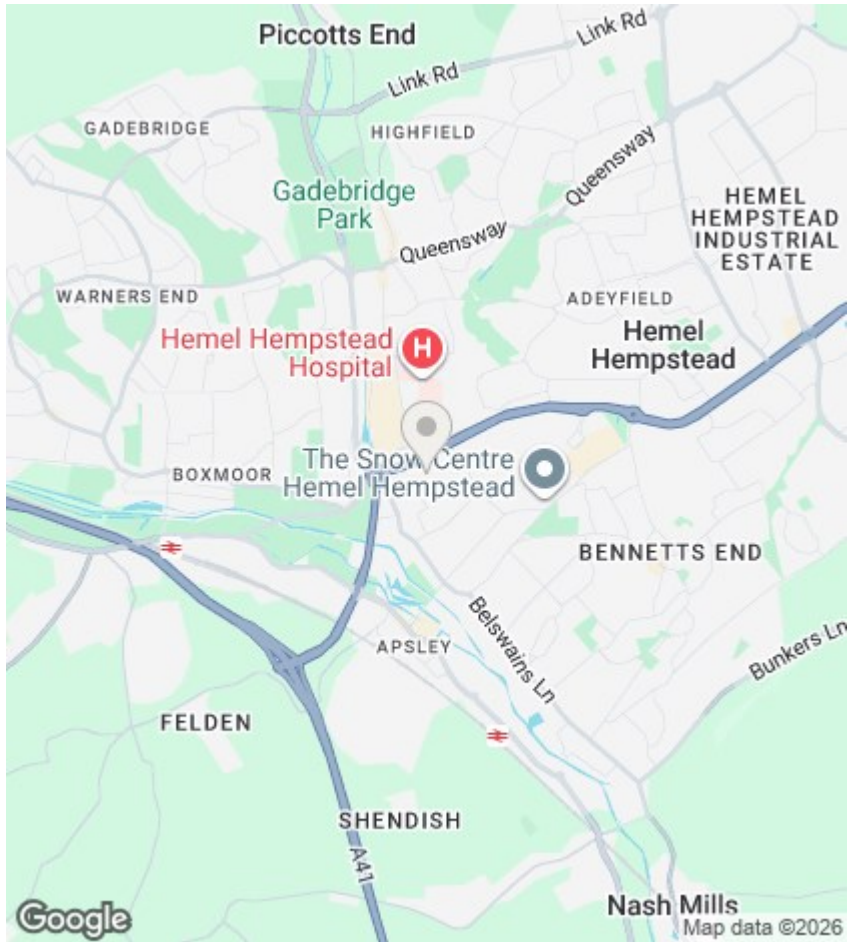 Piccotts End
Link Rd
Link Rd
GADEBRIDGE
HIGHFIELD
Queensway
Gadebridge
Park
HEMEL
HEMPSTEAD
INDUSTRIAL
ESTATE
Queensway
WARNERS END
ADEYFIELD
Hemel Hempstead
Hospital
H
Hemel
Hempstead
BOXMOOR
The Snow Centre
Hemel Hempstead
BENNETTS END
Belswains Ln
APSLEY
Bunkers Ln
FELDEN
SHENDISH
A41
Nash Mills
Google
Map data ©2026